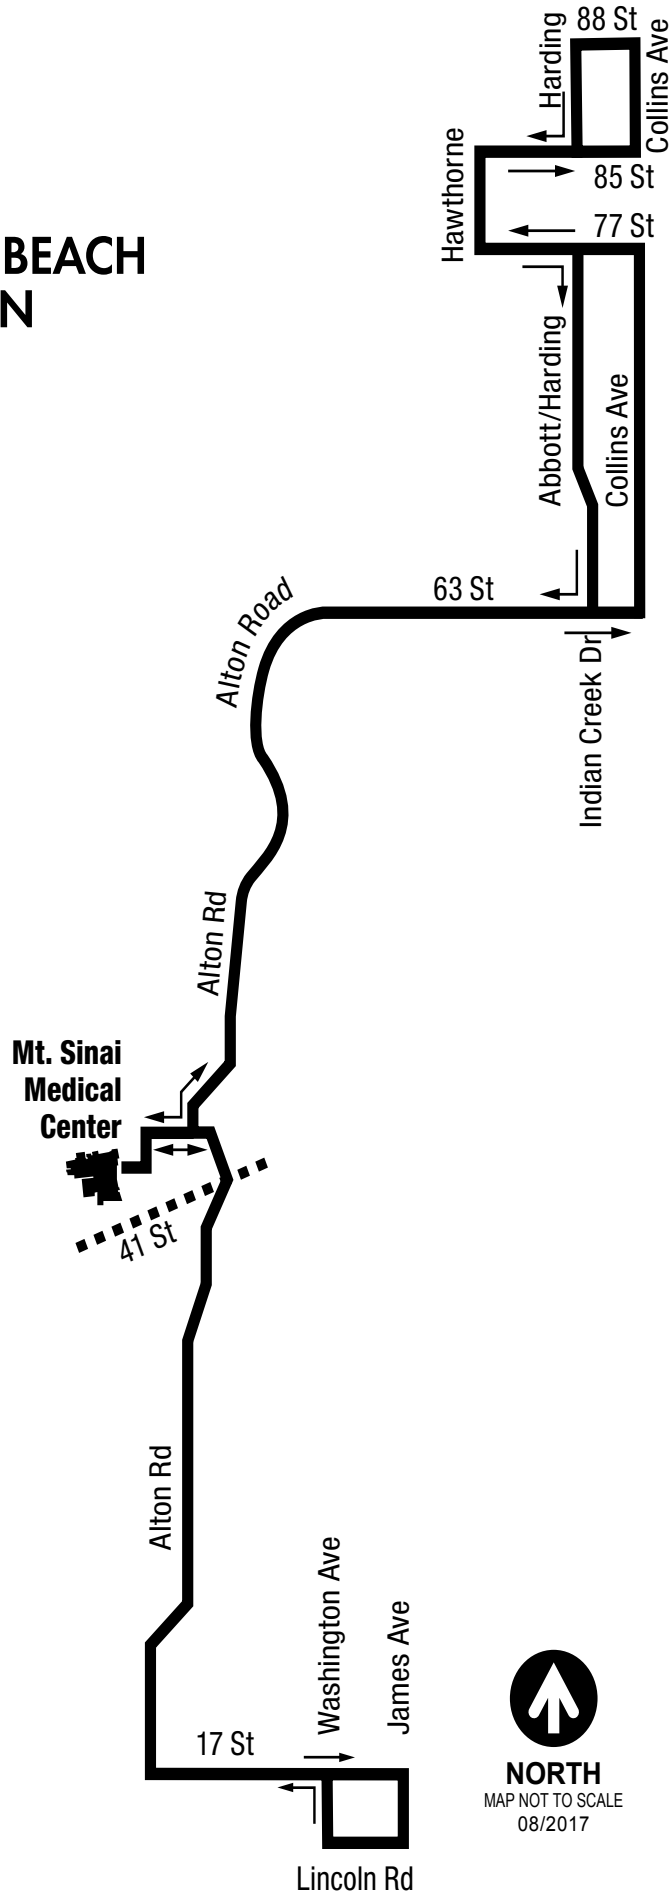 88 St
Harding
Collins Ave
Hawthorne
85 St
77 St
BEACH
N
Abbott/Harding
Collins Ave
63 St
Alton Road
Indian Creek Dr
Alton Rd
Mt. Sinai
Medical
Center
41 St
Alton Rd
Washington Ave
James Ave
17 St
NORTH
MAP NOT TO SCALE
08/2017
Lincoln Rd